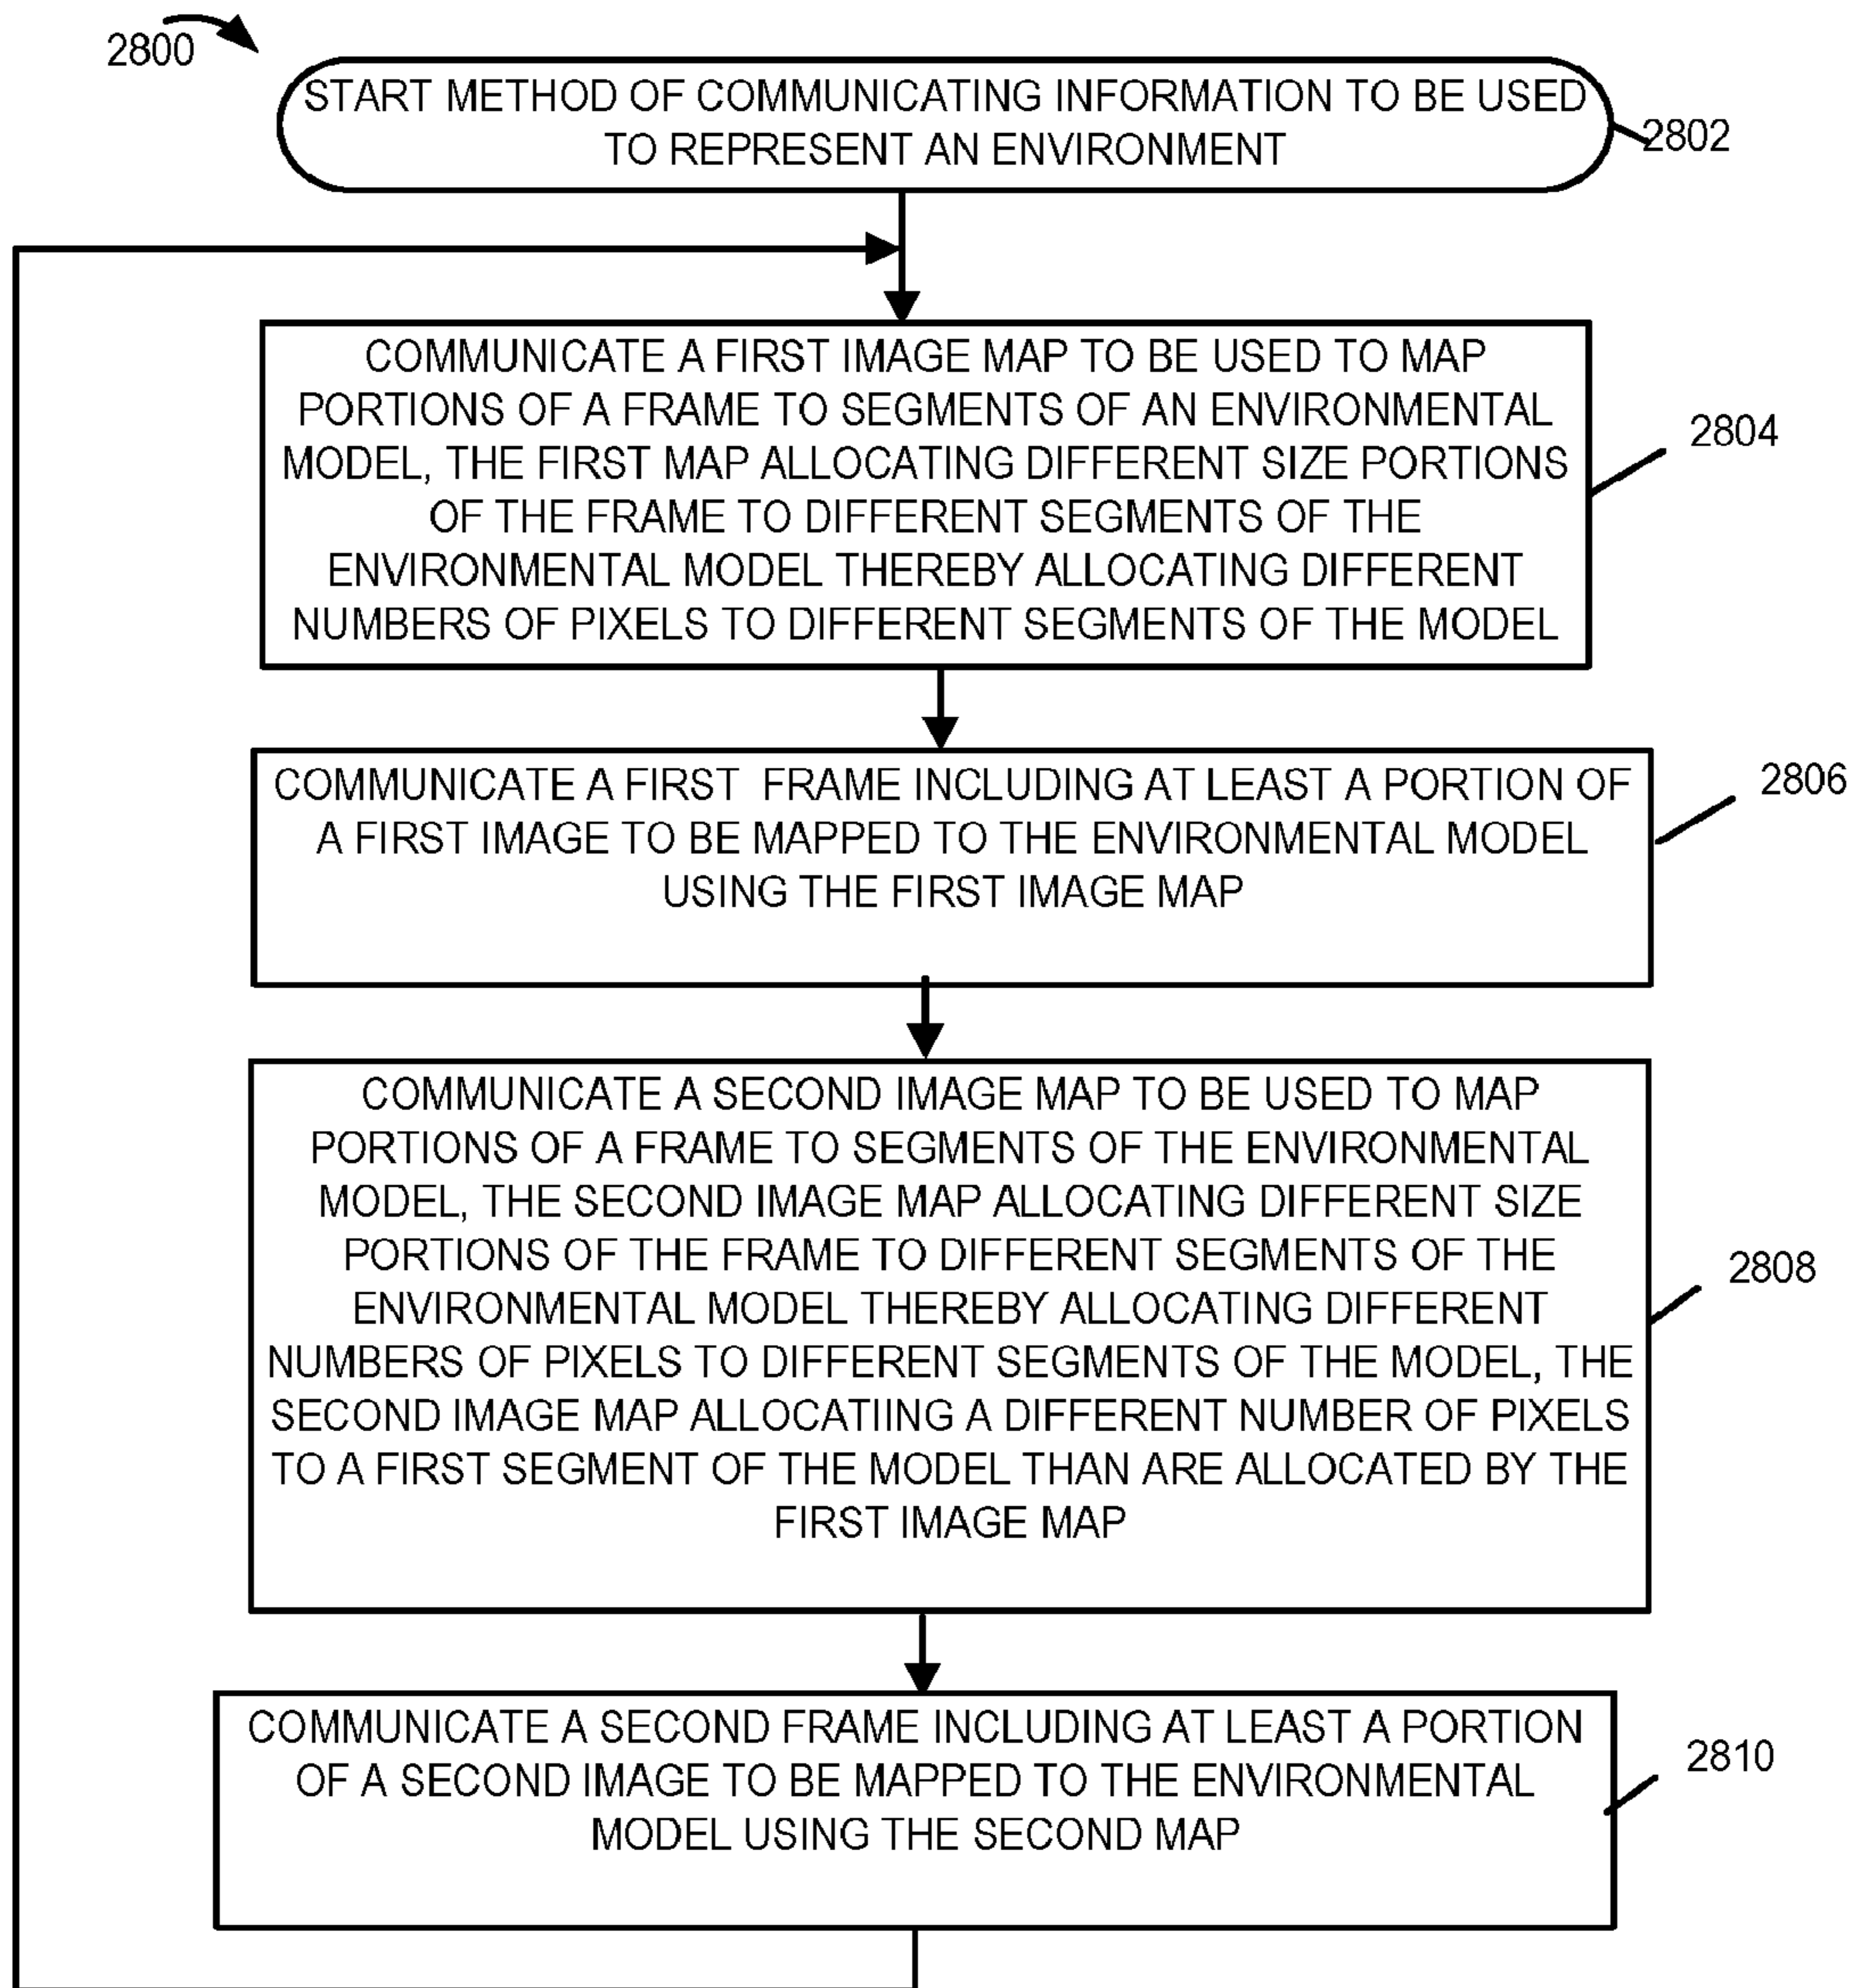 2800
START METHOD OF COMMUNICATING INFORMATION TO BE USED
TO REPRESENT AN ENVIRONMENT
2802
COMMUNICATE A FIRST IMAGE MAP TO BE USED TO MAP
PORTIONS OF A FRAME TO SEGMENTS OF AN ENVIRONMENTAL
MODEL, THE FIRST MAP ALLOCATING DIFFERENT SIZE PORTIONS
OF THE FRAME TO DIFFERENT SEGMENTS OF THE
ENVIRONMENTAL MODEL THEREBY ALLOCATING DIFFERENT
NUMBERS OF PIXELS TO DIFFERENT SEGMENTS OF THE MODEL
2804
COMMUNICATE A FIRST FRAME INCLUDING AT LEAST A PORTION OF
A FIRST IMAGE TO BE MAPPED TO THE ENVIRONMENTAL MODEL
USING THE FIRST IMAGE MAP
2806
COMMUNICATE A SECOND IMAGE MAP TO BE USED TO MAP
PORTIONS OF A FRAME TO SEGMENTS OF THE ENVIRONMENTAL
MODEL, THE SECOND IMAGE MAP ALLOCATING DIFFERENT SIZE
PORTIONS OF THE FRAME TO DIFFERENT SEGMENTS OF THE
ENVIRONMENTAL MODEL THEREBY ALLOCATING DIFFERENT
NUMBERS OF PIXELS TO DIFFERENT SEGMENTS OF THE MODEL, THE
SECOND IMAGE MAP ALLOCATIING A DIFFERENT NUMBER OF PIXELS
TO A FIRST SEGMENT OF THE MODEL THAN ARE ALLOCATED BY THE
FIRST IMAGE MAP
2808
COMMUNICATE A SECOND FRAME INCLUDING AT LEAST A PORTION
OF A SECOND IMAGE TO BE MAPPED TO THE ENVIRONMENTAL
MODEL USING THE SECOND MAP
2810